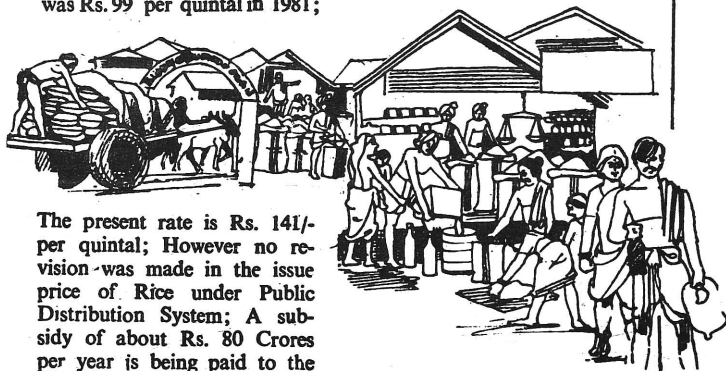 was Rs. 99 per quintal in 1981;
The present rate is Rs. 141/-
per quintal; However no re-
vision was made in the issue
price of Rice under Public
Distribution System; A sub-
sidy of about Rs. 80 Crores
per year is being paid to the